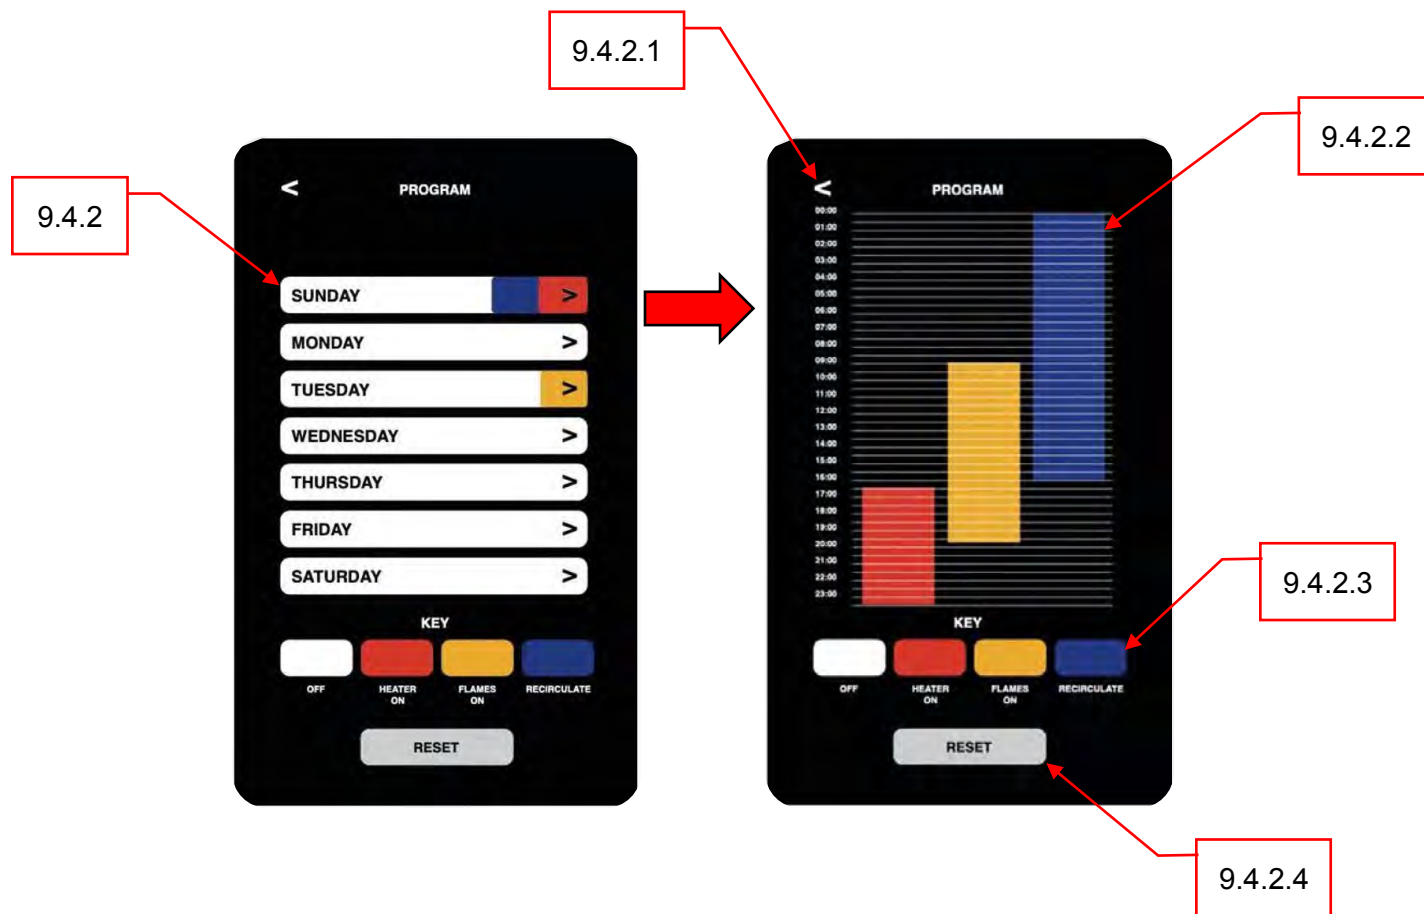 9.4.2.1
9.4.2.2
9.4.2
< PROGRAM
SUNDAY >
MONDAY >
TUESDAY >
WEDNESDAY >
THURSDAY >
FRIDAY >
SATURDAY >
KEY
OFF HEATER ON FLAMES ON RECIRCULATE
RESET
< PROGRAM
00:00
01:00
02:00
03:00
04:00
05:00
06:00
07:00
08:00
09:00
10:00
11:00
12:00
13:00
14:00
15:00
16:00
17:00
18:00
19:00
20:00
21:00
22:00
23:00
KEY
OFF HEATER ON FLAMES ON RECIRCULATE
RESET
9.4.2.3
9.4.2.4